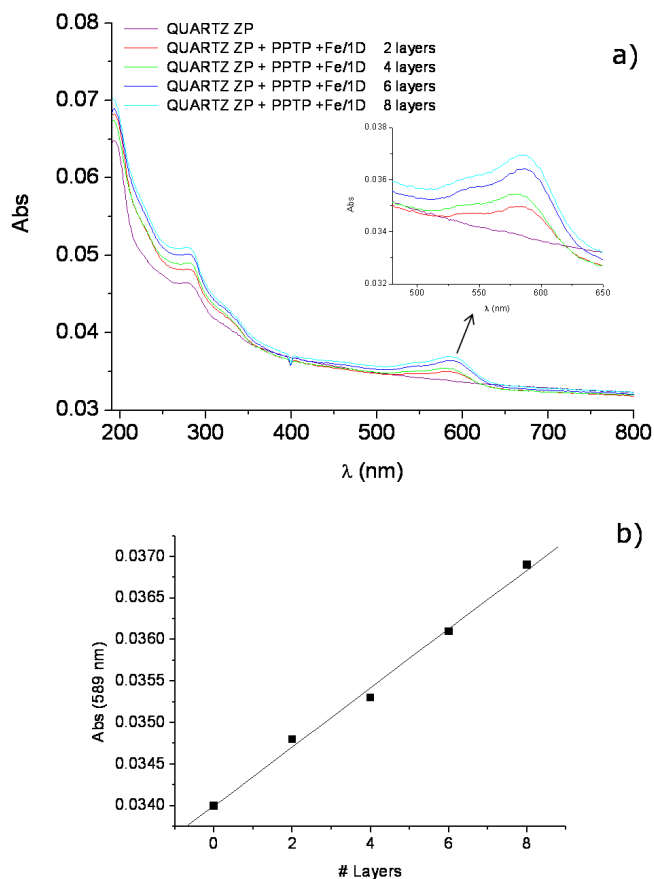 QUARTZ ZP
QUARTZ ZP + PPTP +Fe/1D 2 layers
QUARTZ ZP + PPTP +Fe/1D 4 layers
QUARTZ ZP + PPTP +Fe/1D 6 layers
QUARTZ ZP + PPTP +Fe/1D 8 layers
a)
0.08
0.07
0.06
0.05
0.04
0.03
Abs
200 300 400 500 600 700 800
λ (nm)
0.038
0.036
0.034
0.032
Abs
500 550 600 650
λ (nm)
b)
0.0370
0.0365
0.0360
0.0355
0.0350
0.0345
0.0340
Abs (589 nm)
0 2 4 6 8
# Layers